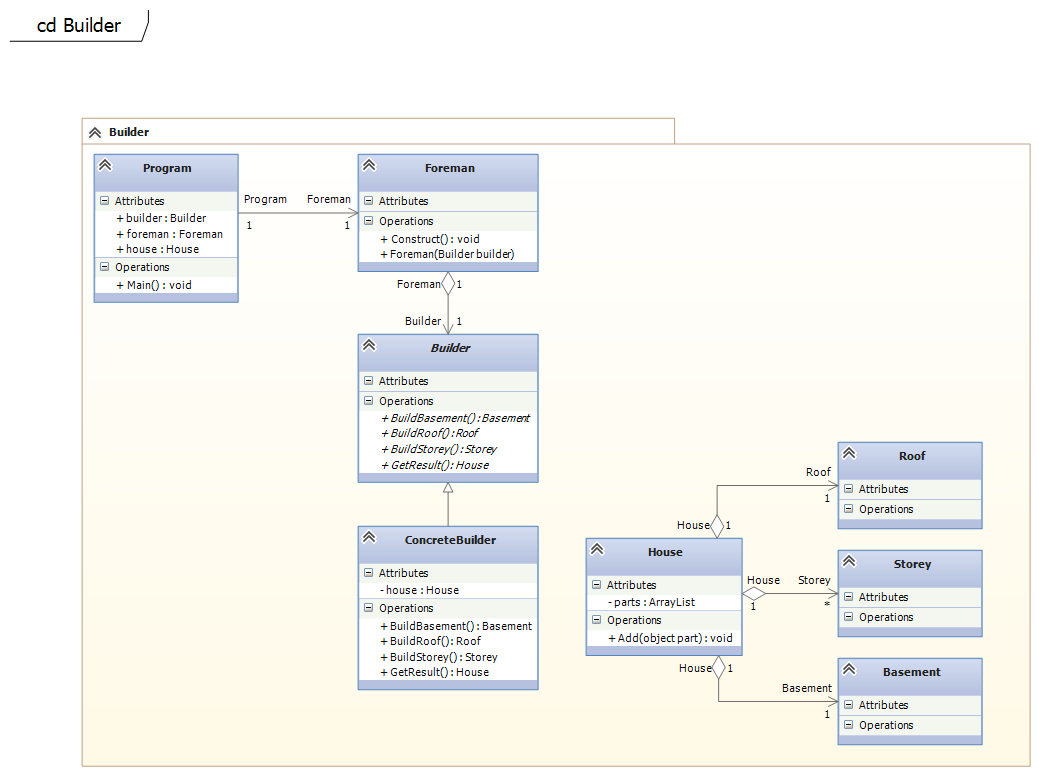 cd Builder
Builder
Program
Attributes
+ builder : Builder
+ foreman : Foreman
+ house : House
Operations
+ Main() : void
Program
1
Foreman
1
Foreman
Attributes
Operations
+ Construct() : void
+ Foreman(Builder builder)
Foreman 1
Builder 1
Builder
Attributes
Operations
+ BuildBasement() : Basement
+ BuildRoof() : Roof
+ BuildStorey() : Storey
+ GetResult() : House
ConcreteBuilder
Attributes
- house : House
Operations
+ BuildBasement() : Basement
+ BuildRoof() : Roof
+ BuildStorey() : Storey
+ GetResult() : House
House 1
Roof
1
House
Attributes
- parts : ArrayList
Operations
+ Add(object part) : void
House
1
Storey
*
House 1
Basement
1
Roof
Attributes
Operations
Storey
Attributes
Operations
Basement
Attributes
Operations